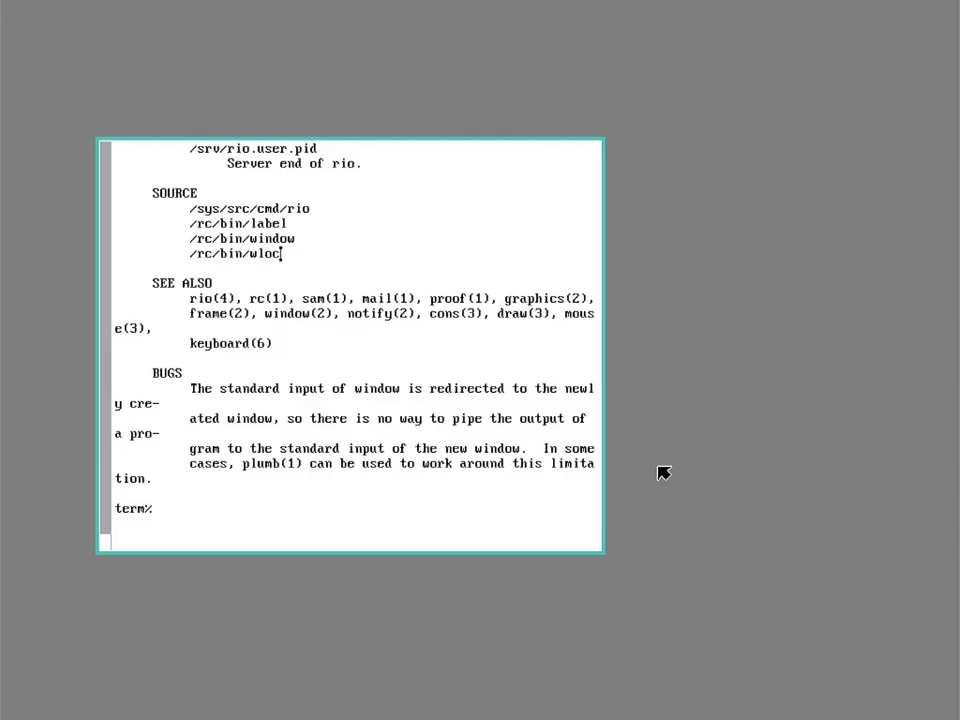 /srv/rio.user.pid
Server end of rio.
SOURCE
/sys/src/cmd/rio
/rc/bin/label
/rc/bin/window
/rc/bin/wloc
SEE ALSO
rio(4), rc(1), sam(1), mail(1), proof(1), graphics(2),
frame(2), window(2), notify(2), cons(3), draw(3), mous
e(3),
keyboard(6)
BUGS
The standard input of window is redirected to the newl
y cre-
ated window, so there is no way to pipe the output of
a pro-
gram to the standard input of the new window.  In some
cases, plumb(1) can be used to work around this limita
tion.
term%